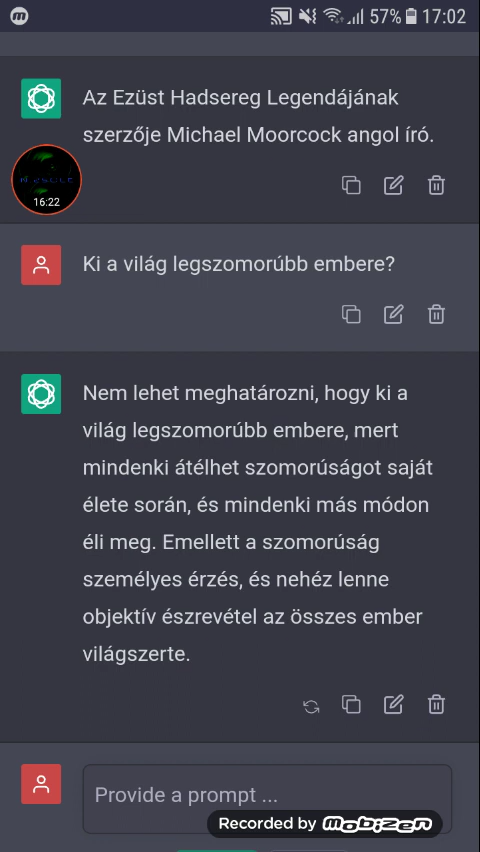 57% 17:02
Az Ezüst Hadsereg Legendájának
szerzője Michael Moorcock angol író.
16:22
Ki a világ legszomorúbb embere?
Nem lehet meghatározni, hogy ki a
világ legszomorúbb embere, mert
mindenki átélhet szomorúságot saját
élete során, és mindenki más módon
éli meg. Emellett a szomorúság
személyes érzés, és nehéz lenne
objektív észrevétel az összes ember
világszerte.
Provide a prompt ...
Recorded by mobizen